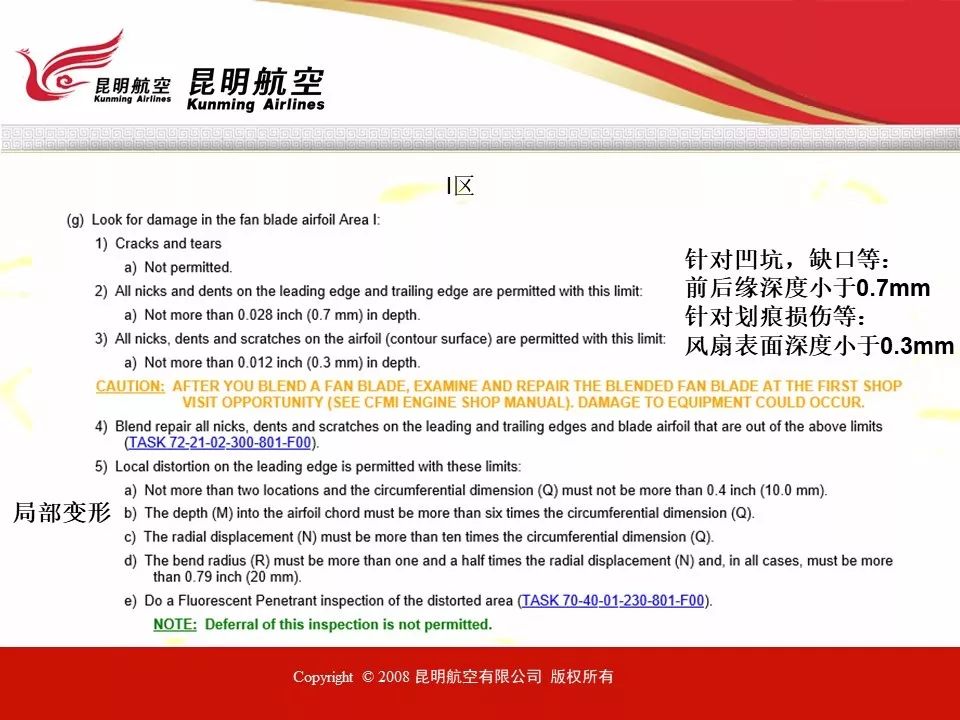 昆明航空
Kunming Airlines
昆明航空
Kunming Airlines
I区
(g) Look for damage in the fan blade airfoil Area I:
1) Cracks and tears
a) Not permitted.
2) All nicks and dents on the leading edge and trailing edge are permitted with this limit:
a) Not more than 0.028 inch (0.7 mm) in depth.
3) All nicks, dents and scratches on the airfoil (contour surface) are permitted with this limit:
a) Not more than 0.012 inch (0.3 mm) in depth.
针对凹坑，缺口等：
前后缘深度小于0.7mm
针对划痕损伤等：
风扇表面深度小于0.3mm
CAUTION: AFTER YOU BLEND A FAN BLADE, EXAMINE AND REPAIR THE BLENDED FAN BLADE AT THE FIRST SHOP
VISIT OPPORTUNITY (SEE CFMI ENGINE SHOP MANUAL). DAMAGE TO EQUIPMENT COULD OCCUR.
4) Blend repair all nicks, dents and scratches on the leading and trailing edges and blade airfoil that are out of the above limits
(TASK 72-21-02-300-801-F00).
5) Local distortion on the leading edge is permitted with these limits:
a) Not more than two locations and the circumferential dimension (Q) must not be more than 0.4 inch (10.0 mm).
局部变形
b) The depth (M) into the airfoil chord must be more than six times the circumferential dimension (Q).
c) The radial displacement (N) must be more than ten times the circumferential dimension (Q).
d) The bend radius (R) must be more than one and a half times the radial displacement (N) and, in all cases, must be more
than 0.79 inch (20 mm).
e) Do a Fluorescent Penetrant inspection of the distorted area (TASK 70-40-01-230-801-F00).
NOTE: Deferral of this inspection is not permitted.
Copyright © 2008 昆明航空有限公司 版权所有